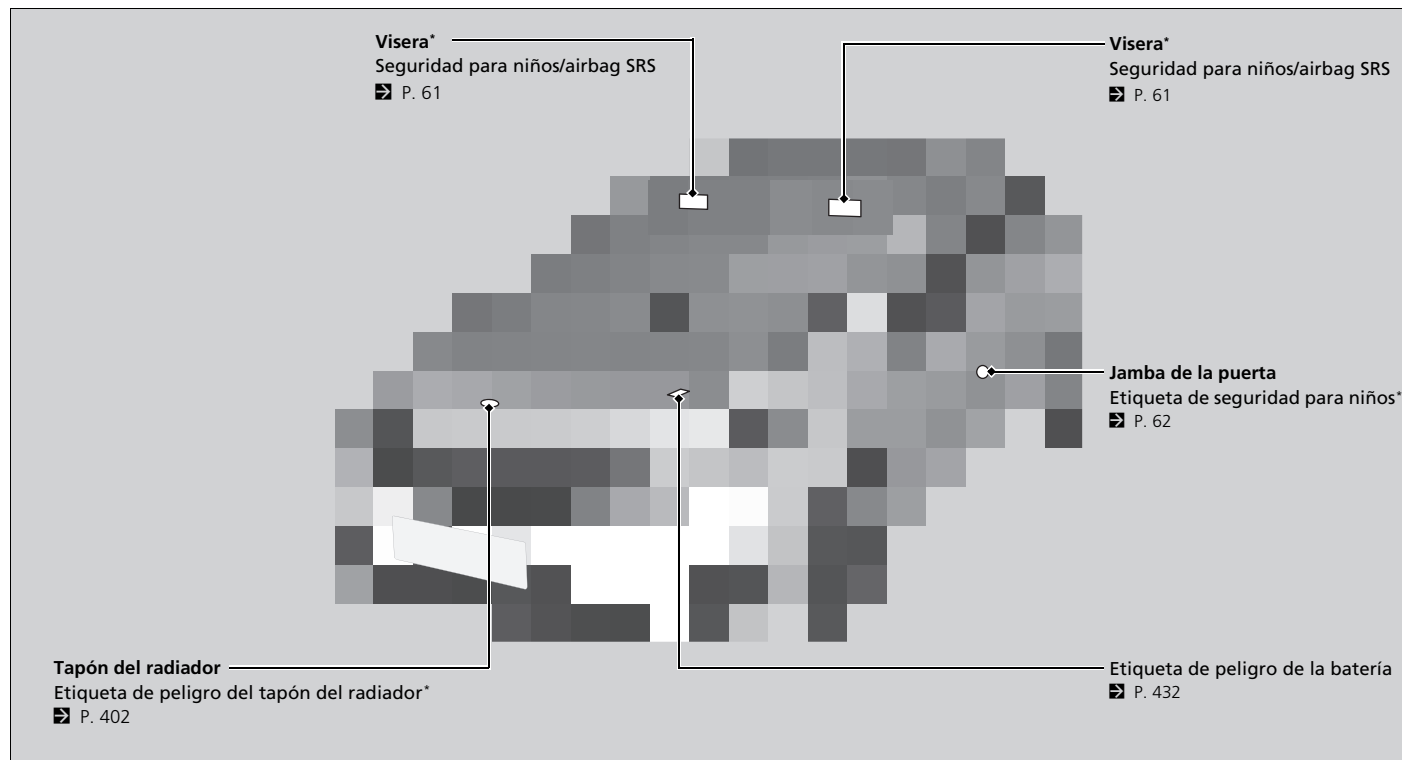 Visera*
Seguridad para niños/airbag SRS
P. 61
Visera*
Seguridad para niños/airbag SRS
P. 61
Jamba de la puerta
Etiqueta de seguridad para niños*
P. 62
Tapón del radiador
Etiqueta de peligro del tapón del radiador*
P. 402
Etiqueta de peligro de la batería
P. 432